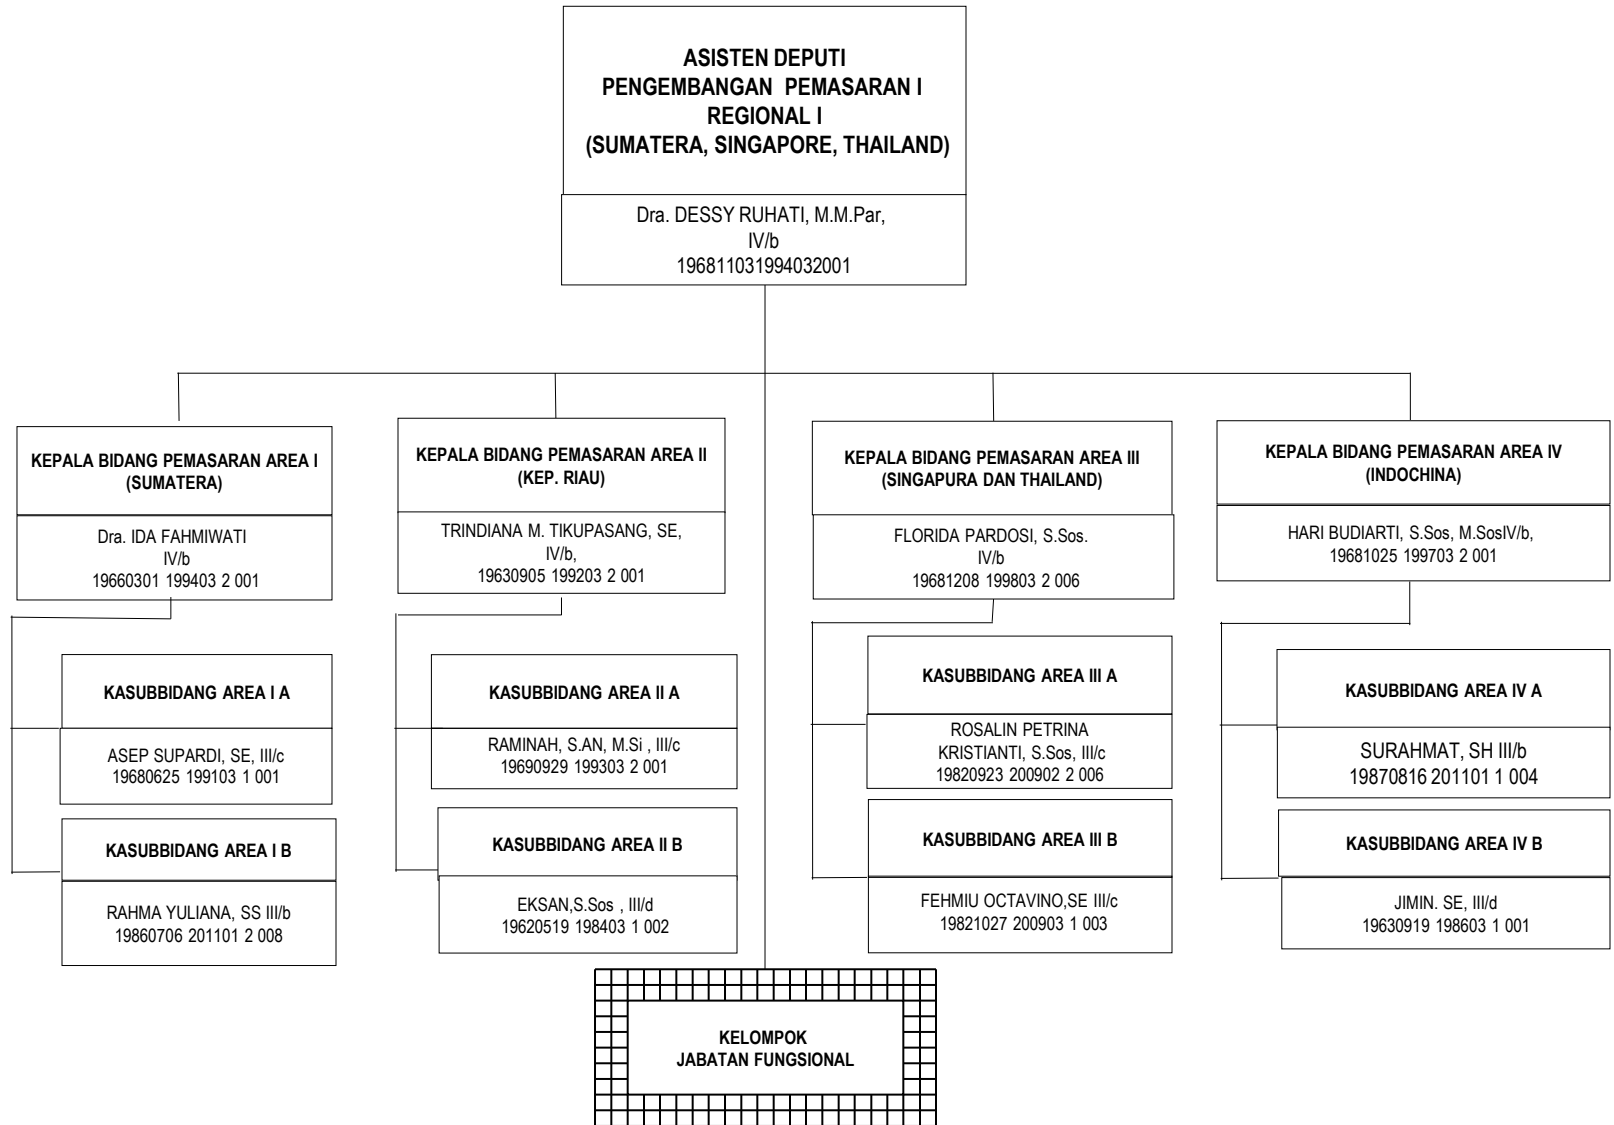 ASISTEN DEPUTI
PENGEMBANGAN PEMASARAN I
REGIONAL I
(SUMATERA, SINGAPORE, THAILAND)
Dra. DESSY RUHATI, M.M.Par,
IV/b
196811031994032001
KEPALA BIDANG PEMASARAN AREA I
(SUMATERA)
Dra. IDA FAHMIWATI
IV/b
19660301 199403 2 001
KEPALA BIDANG PEMASARAN AREA II
(KEP. RIAU)
TRINDIANA M. TIKUPASANG, SE,
IV/b,
19630905 199203 2 001
KEPALA BIDANG PEMASARAN AREA III
(SINGAPURA DAN THAILAND)
FLORIDA PARDOSI, S.Sos.
IV/b
19681208 199803 2 006
KEPALA BIDANG PEMASARAN AREA IV
(INDOCHINA)
HARI BUDIARTI, S.Sos, M.SosIV/b,
19681025 199703 2 001
KASUBBIDANG AREA I A
ASEP SUPARDI, SE, III/c
19680625 199103 1 001
KASUBBIDANG AREA I B
RAHMA YULIANA, SS III/b
19860706 201101 2 008
KASUBBIDANG AREA II A
RAMINAH, S.AN, M.Si , III/c
19690929 199303 2 001
KASUBBIDANG AREA II B
EKSAN,S.Sos , III/d
19620519 198403 1 002
KASUBBIDANG AREA III A
ROSALIN PETRINA
KRISTIANTI, S.Sos, III/c
19820923 200902 2 006
KASUBBIDANG AREA III B
FEHMIU OCTAVINO,SE III/c
19821027 200903 1 003
KASUBBIDANG AREA IV A
SURAHMAT, SH III/b
19870816 201101 1 004
KASUBBIDANG AREA IV B
JIMIN. SE, III/d
19630919 198603 1 001
KELOMPOK
JABATAN FUNGSIONAL